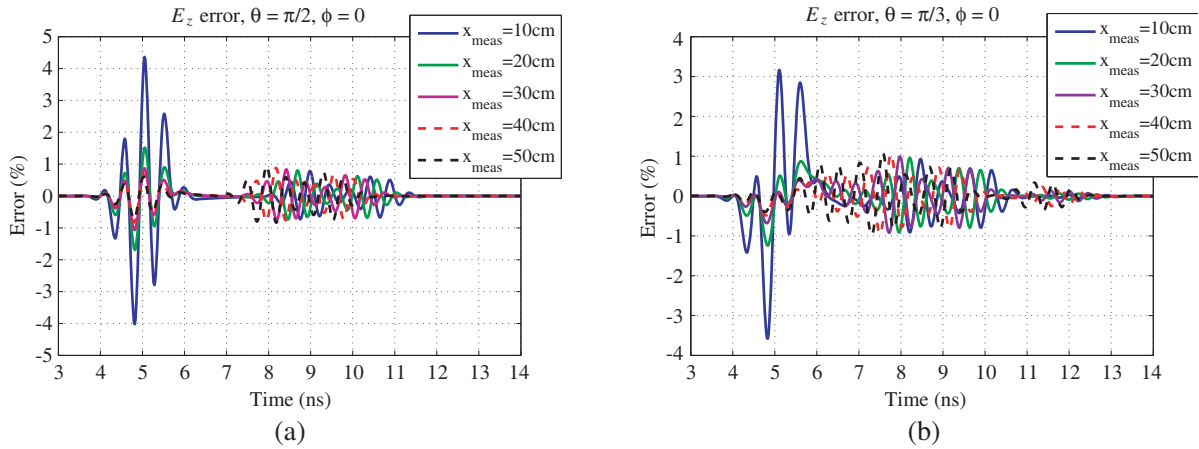 E_z error, θ = π/2, ϕ = 0
x_meas=10cm
x_meas=20cm
x_meas=30cm
x_meas=40cm
x_meas=50cm
Error (%)
5
4
3
2
1
0
-1
-2
-3
-4
-5
3 4 5 6 7 8 9 10 11 12 13 14
Time (ns)
(a)
E_z error, θ = π/3, ϕ = 0
x_meas=10cm
x_meas=20cm
x_meas=30cm
x_meas=40cm
x_meas=50cm
Error (%)
4
3
2
1
0
-1
-2
-3
-4
3 4 5 6 7 8 9 10 11 12 13 14
Time (ns)
(b)